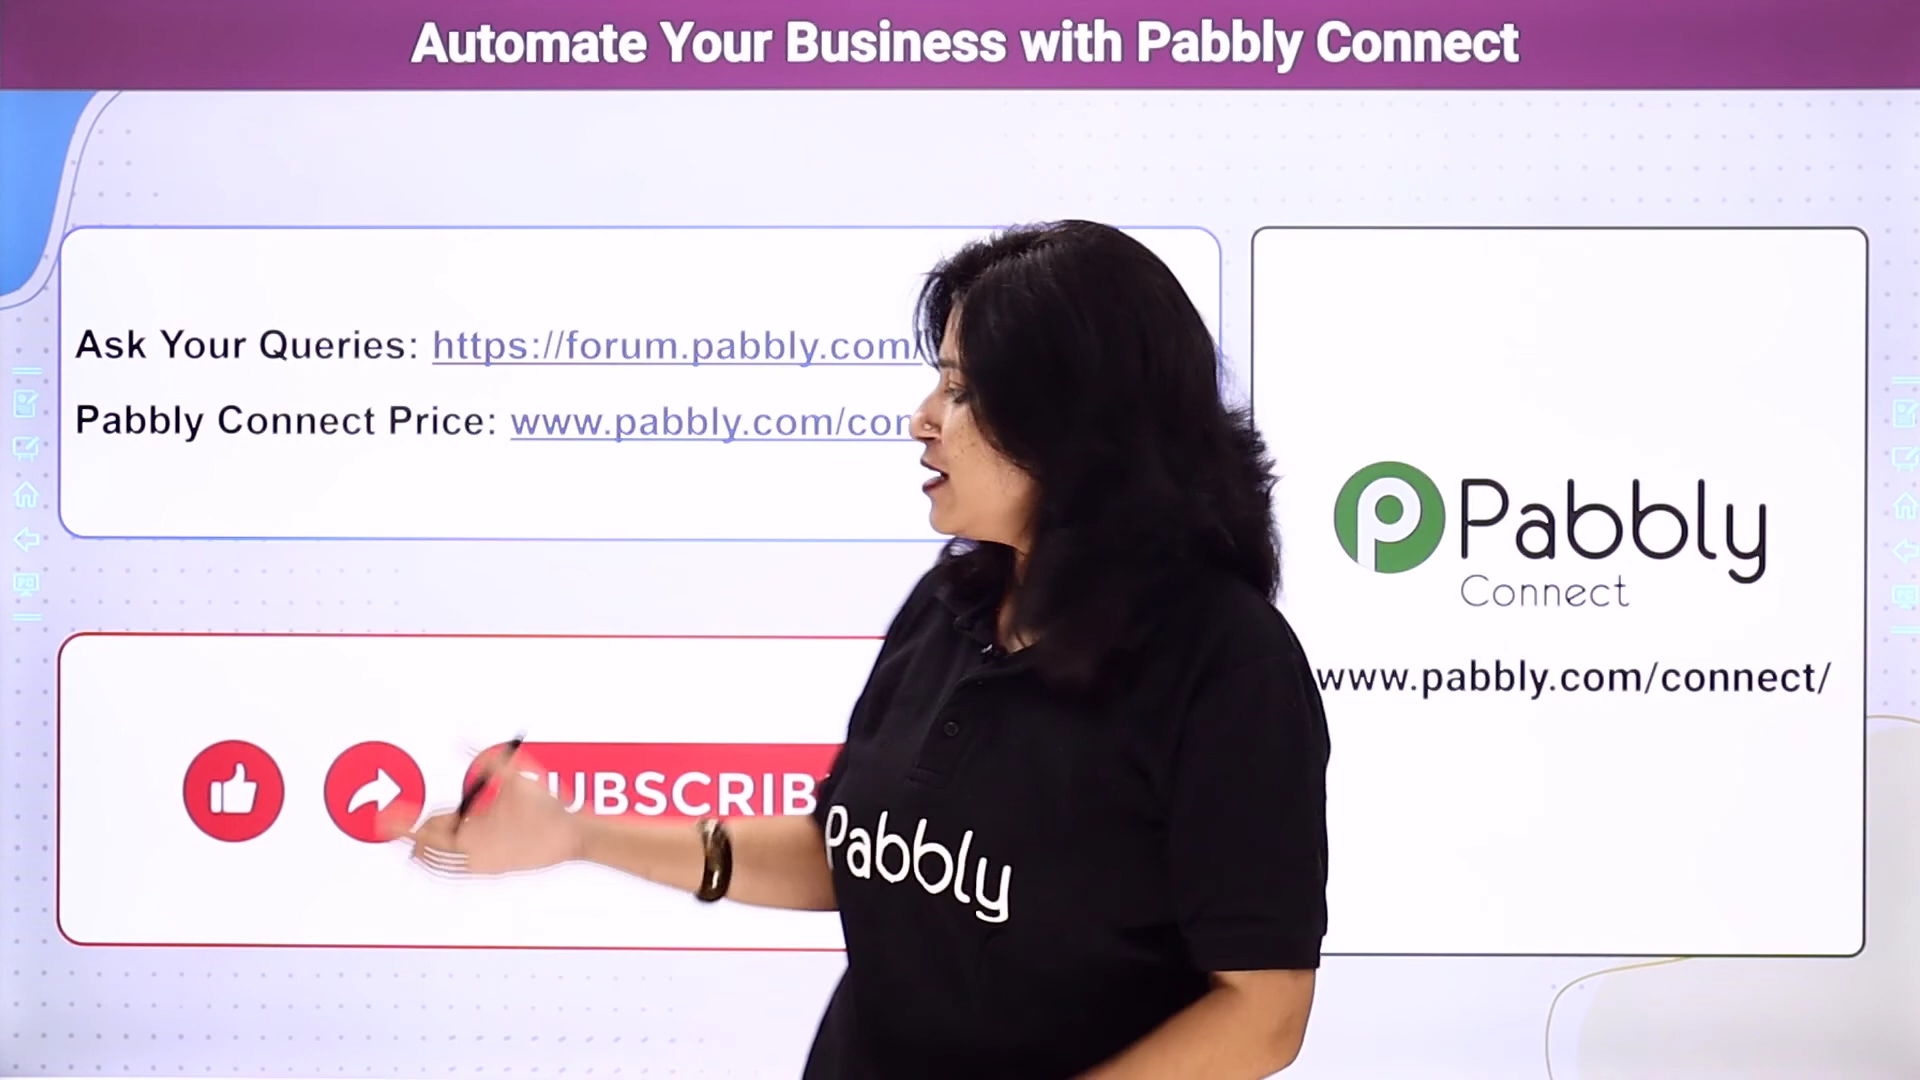 Automate Your Business with Pabbly Connect
Ask Your Queries: https://forum.pabbly.com/
Pabbly Connect Price: www.pabbly.com/con
Pabbly
Connect
www.pabbly.com/connect/
Pabbly